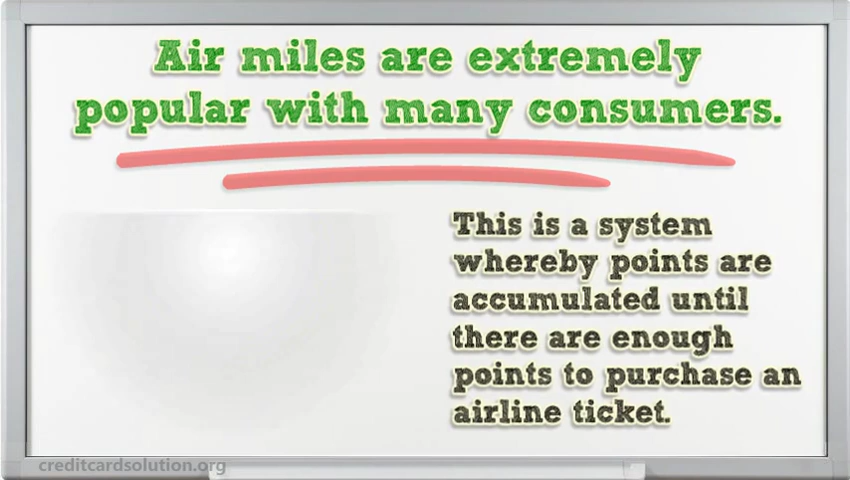 Air miles are extremely
popular with many consumers.
This is a system
whereby points are
accumulated until
there are enough
points to purchase an
airline ticket.
creditcardsolution.org